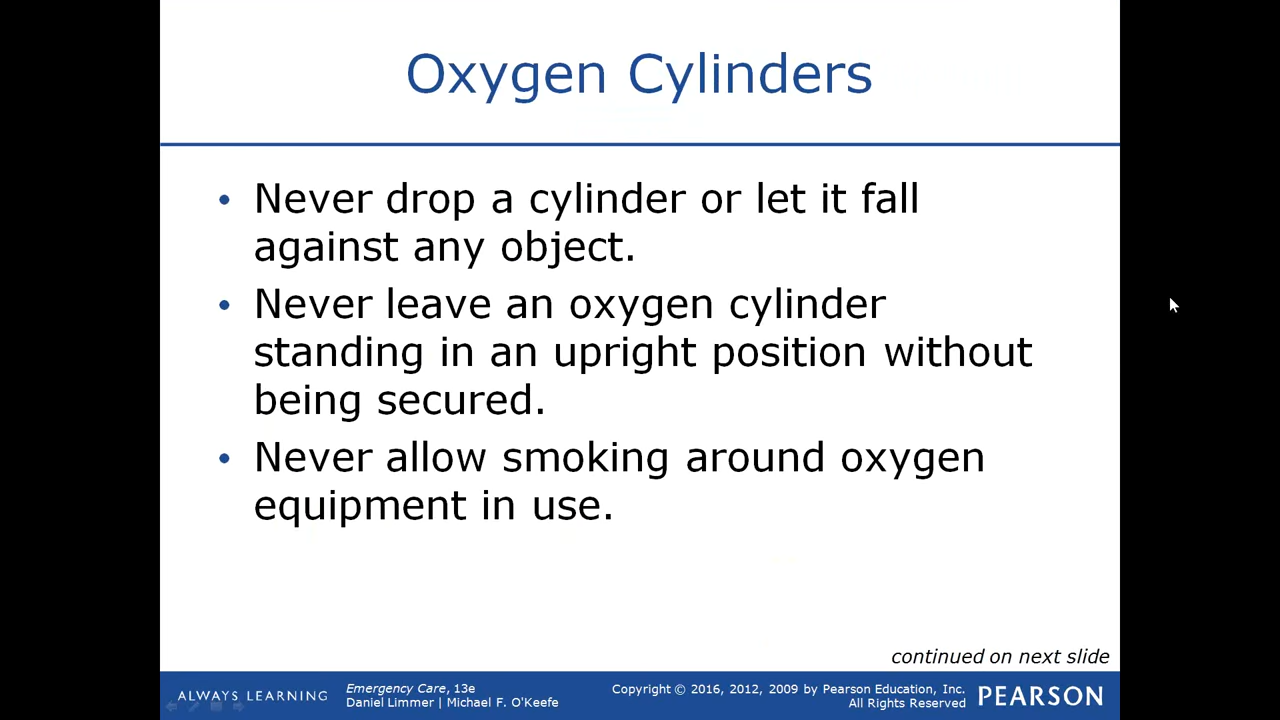 Oxygen Cylinders
• Never drop a cylinder or let it fall
against any object.
• Never leave an oxygen cylinder
standing in an upright position without
being secured.
• Never allow smoking around oxygen
equipment in use.
continued on next slide
ALWAYS LEARNING
Emergency Care, 13e
Daniel Limmer | Michael F. O'Keefe
Copyright © 2016, 2012, 2009 by Pearson Education, Inc.
All Rights Reserved
PEARSON